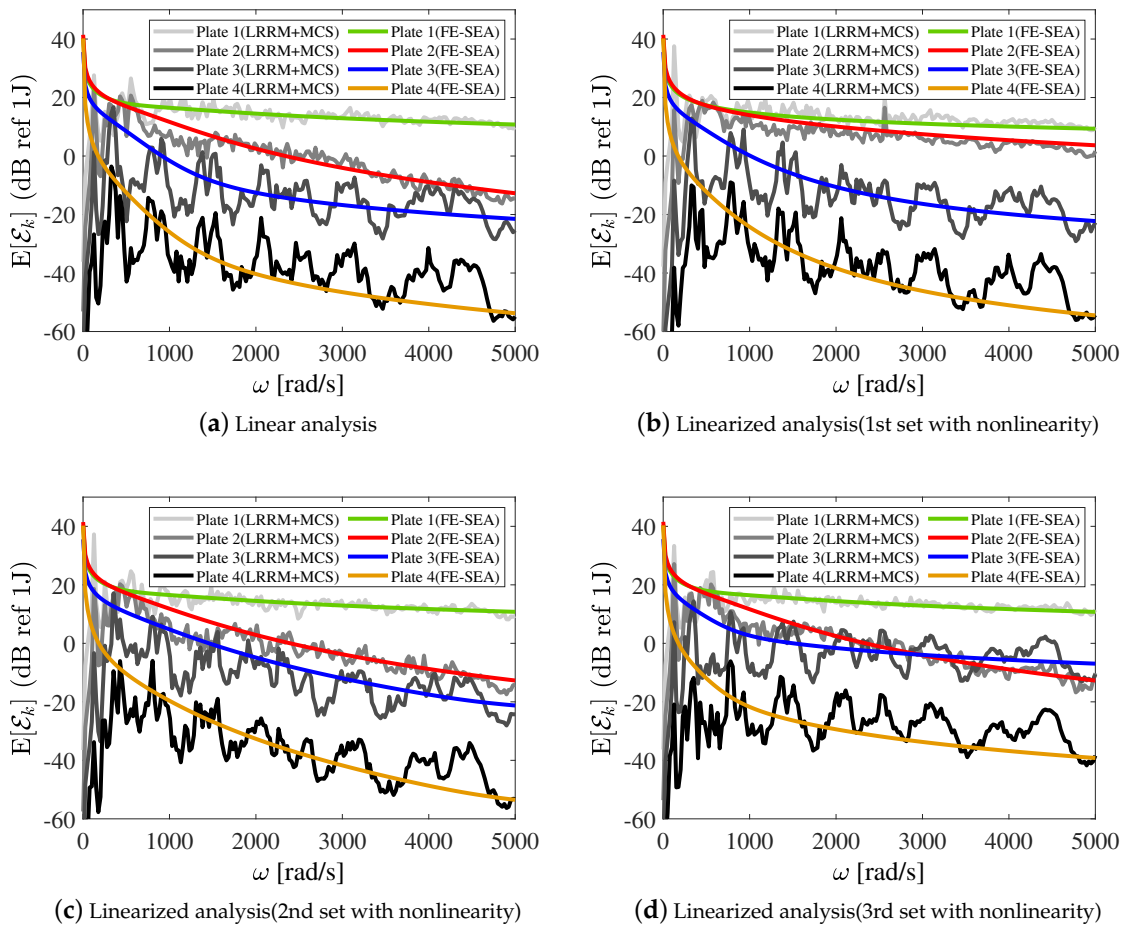 E[ℰₖ] (dB ref 1J)
40
20
0
-20
-40
-60
Plate 1(LRRM+MCS) Plate 1(FE-SEA)
Plate 2(LRRM+MCS) Plate 2(FE-SEA)
Plate 3(LRRM+MCS) Plate 3(FE-SEA)
Plate 4(LRRM+MCS) Plate 4(FE-SEA)
0 1000 2000 3000 4000 5000
ω [rad/s]
(a) Linear analysis
E[ℰₖ] (dB ref 1J)
40
20
0
-20
-40
-60
Plate 1(LRRM+MCS) Plate 1(FE-SEA)
Plate 2(LRRM+MCS) Plate 2(FE-SEA)
Plate 3(LRRM+MCS) Plate 3(FE-SEA)
Plate 4(LRRM+MCS) Plate 4(FE-SEA)
0 1000 2000 3000 4000 5000
ω [rad/s]
(b) Linearized analysis(1st set with nonlinearity)
E[ℰₖ] (dB ref 1J)
40
20
0
-20
-40
-60
Plate 1(LRRM+MCS) Plate 1(FE-SEA)
Plate 2(LRRM+MCS) Plate 2(FE-SEA)
Plate 3(LRRM+MCS) Plate 3(FE-SEA)
Plate 4(LRRM+MCS) Plate 4(FE-SEA)
0 1000 2000 3000 4000 5000
ω [rad/s]
(c) Linearized analysis(2nd set with nonlinearity)
E[ℰₖ] (dB ref 1J)
40
20
0
-20
-40
-60
Plate 1(LRRM+MCS) Plate 1(FE-SEA)
Plate 2(LRRM+MCS) Plate 2(FE-SEA)
Plate 3(LRRM+MCS) Plate 3(FE-SEA)
Plate 4(LRRM+MCS) Plate 4(FE-SEA)
0 1000 2000 3000 4000 5000
ω [rad/s]
(d) Linearized analysis(3rd set with nonlinearity)